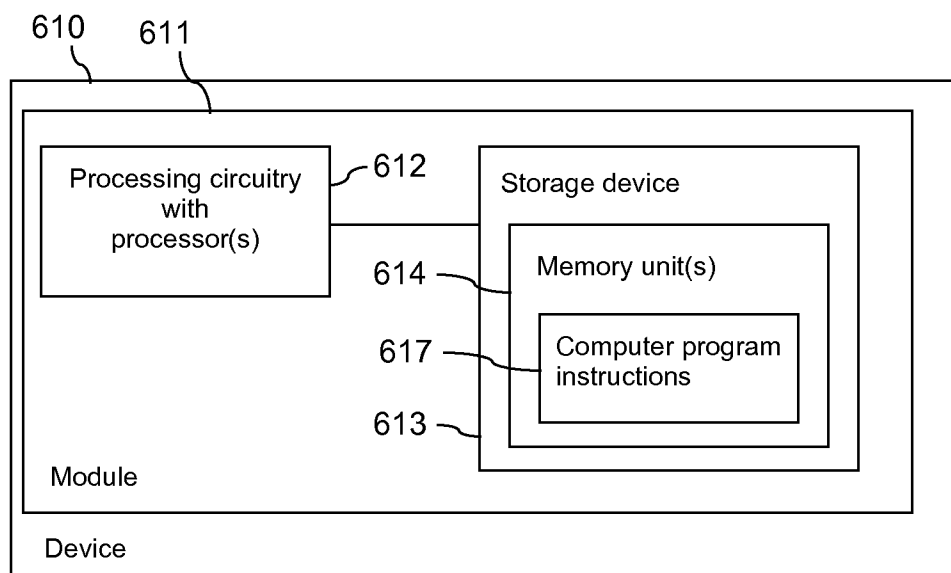 610
611
Processing circuitry
with
processor(s)
612
Storage device
614
Memory unit(s)
617
Computer program
instructions
613
Module
Device